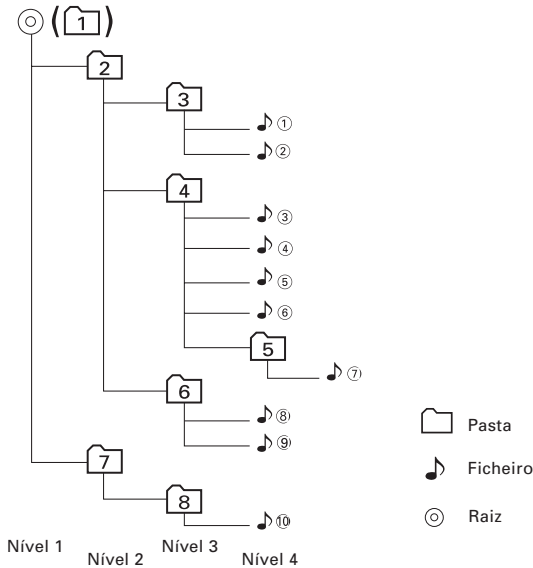 (1)
2
3
①
②
4
③
④
⑤
⑥
5
⑦
6
⑧
⑨
7
8
⑩
Pasta
Ficheiro
Raiz
Nível 1
Nível 2
Nível 3
Nível 4